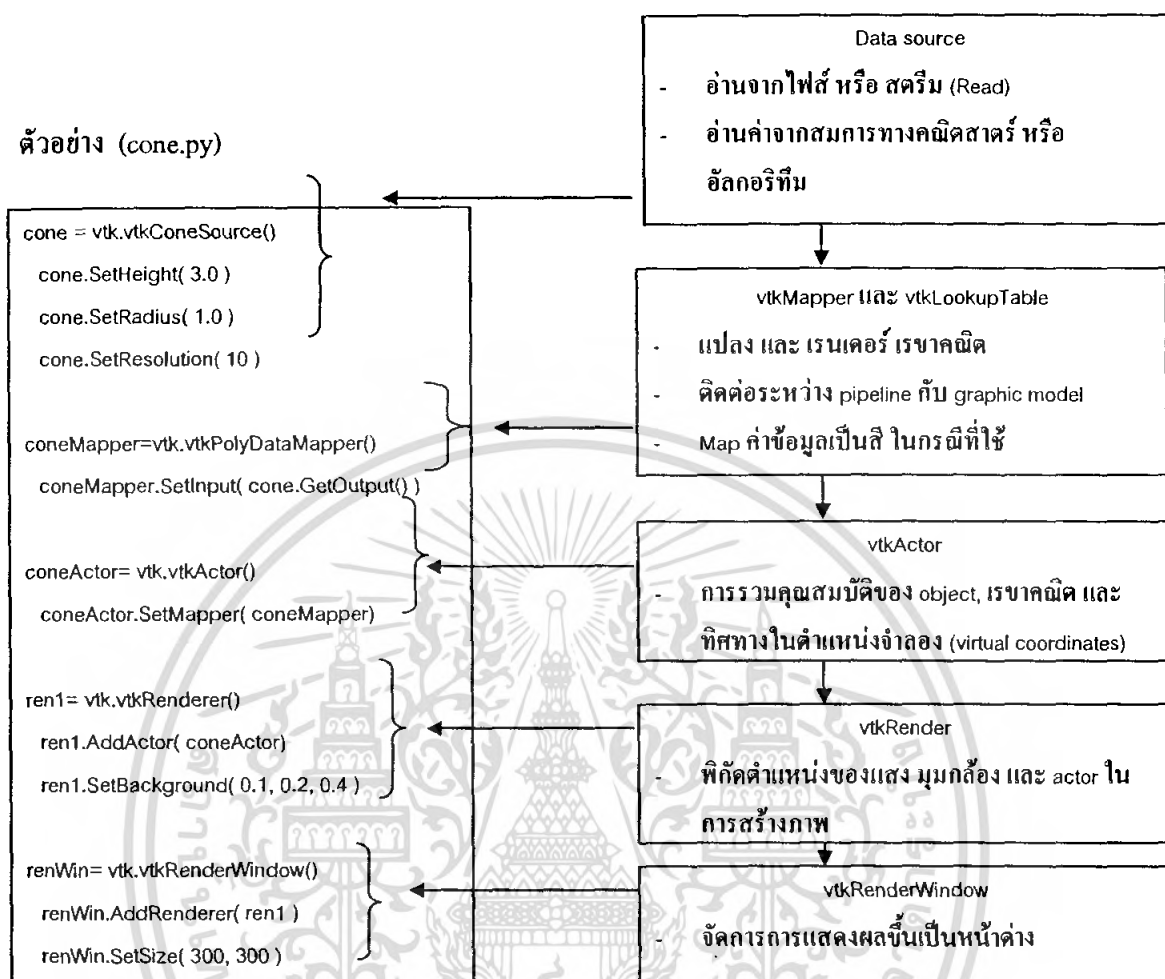 Data source
- อ่านจากไฟส์ หรือ สตรีม (Read)
- อ่านค่าจากสมการทางคณิตสาตร์ หรือ
อัลกอริทึม
ตัวอย่าง (cone.py)
cone = vtk.vtkConeSource()
cone.SetHeight( 3.0 )
cone.SetRadius( 1.0 )
cone.SetResolution( 10 )
coneMapper=vtk.vtkPolyDataMapper()
coneMapper.SetInput( cone.GetOutput() )
coneActor= vtk.vtkActor()
coneActor.SetMapper( coneMapper)
ren1= vtk.vtkRenderer()
ren1.AddActor( coneActor)
ren1.SetBackground( 0.1, 0.2, 0.4 )
renWin= vtk.vtkRenderWindow()
renWin.AddRenderer( ren1 )
renWin.SetSize( 300, 300 )
vtkMapper และ vtkLookupTable
- แปลง และ เรนเดอร์ เรขาคณิต
- ติดต่อระหว่าง pipeline กับ graphic model
- Map ค่าข้อมูลเป็นสี ในกรณีที่ใช้
vtkActor
- การรวมคุณสมบัติของ object, เรขาคณิต และ
ทิศทางในตำแหน่งจำลอง (virtual coordinates)
vtkRender
- พิกัดตำแหน่งของแสง มุมกล้อง และ actor ใน
การสร้างภาพ
vtkRenderWindow
- จัดการการแสดงผลขึ้นเป็นหน้าต่าง